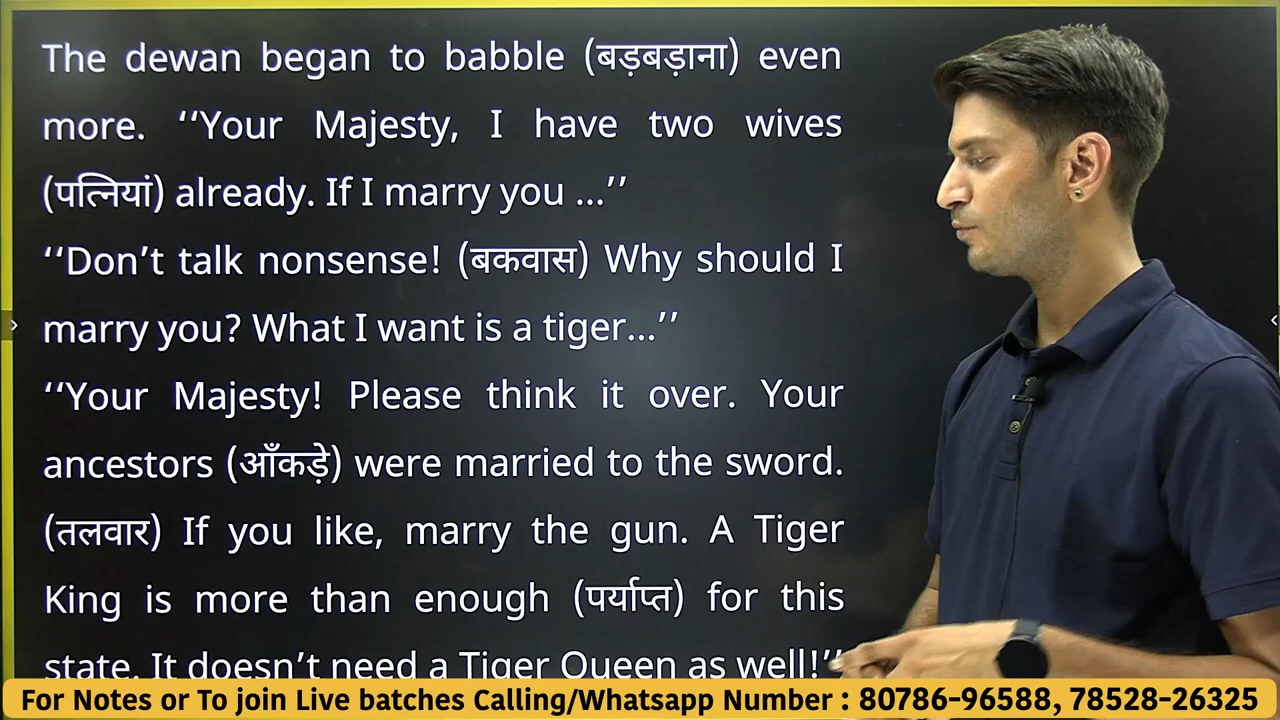 The dewan began to babble (बड़बड़ाना) even
more. ‘‘Your Majesty, I have two wives
(पत्नियां) already. If I marry you ...’’
‘‘Don’t talk nonsense! (बकवास) Why should I
marry you? What I want is a tiger...’’
‘‘Your Majesty! Please think it over. Your
ancestors (आँकड़े) were married to the sword.
(तलवार) If you like, marry the gun. A Tiger
King is more than enough (पर्याप्त) for this
state. It doesn’t need a Tiger Queen as well!’’
For Notes or To join Live batches Calling/Whatsapp Number : 80786-96588, 78528-26325